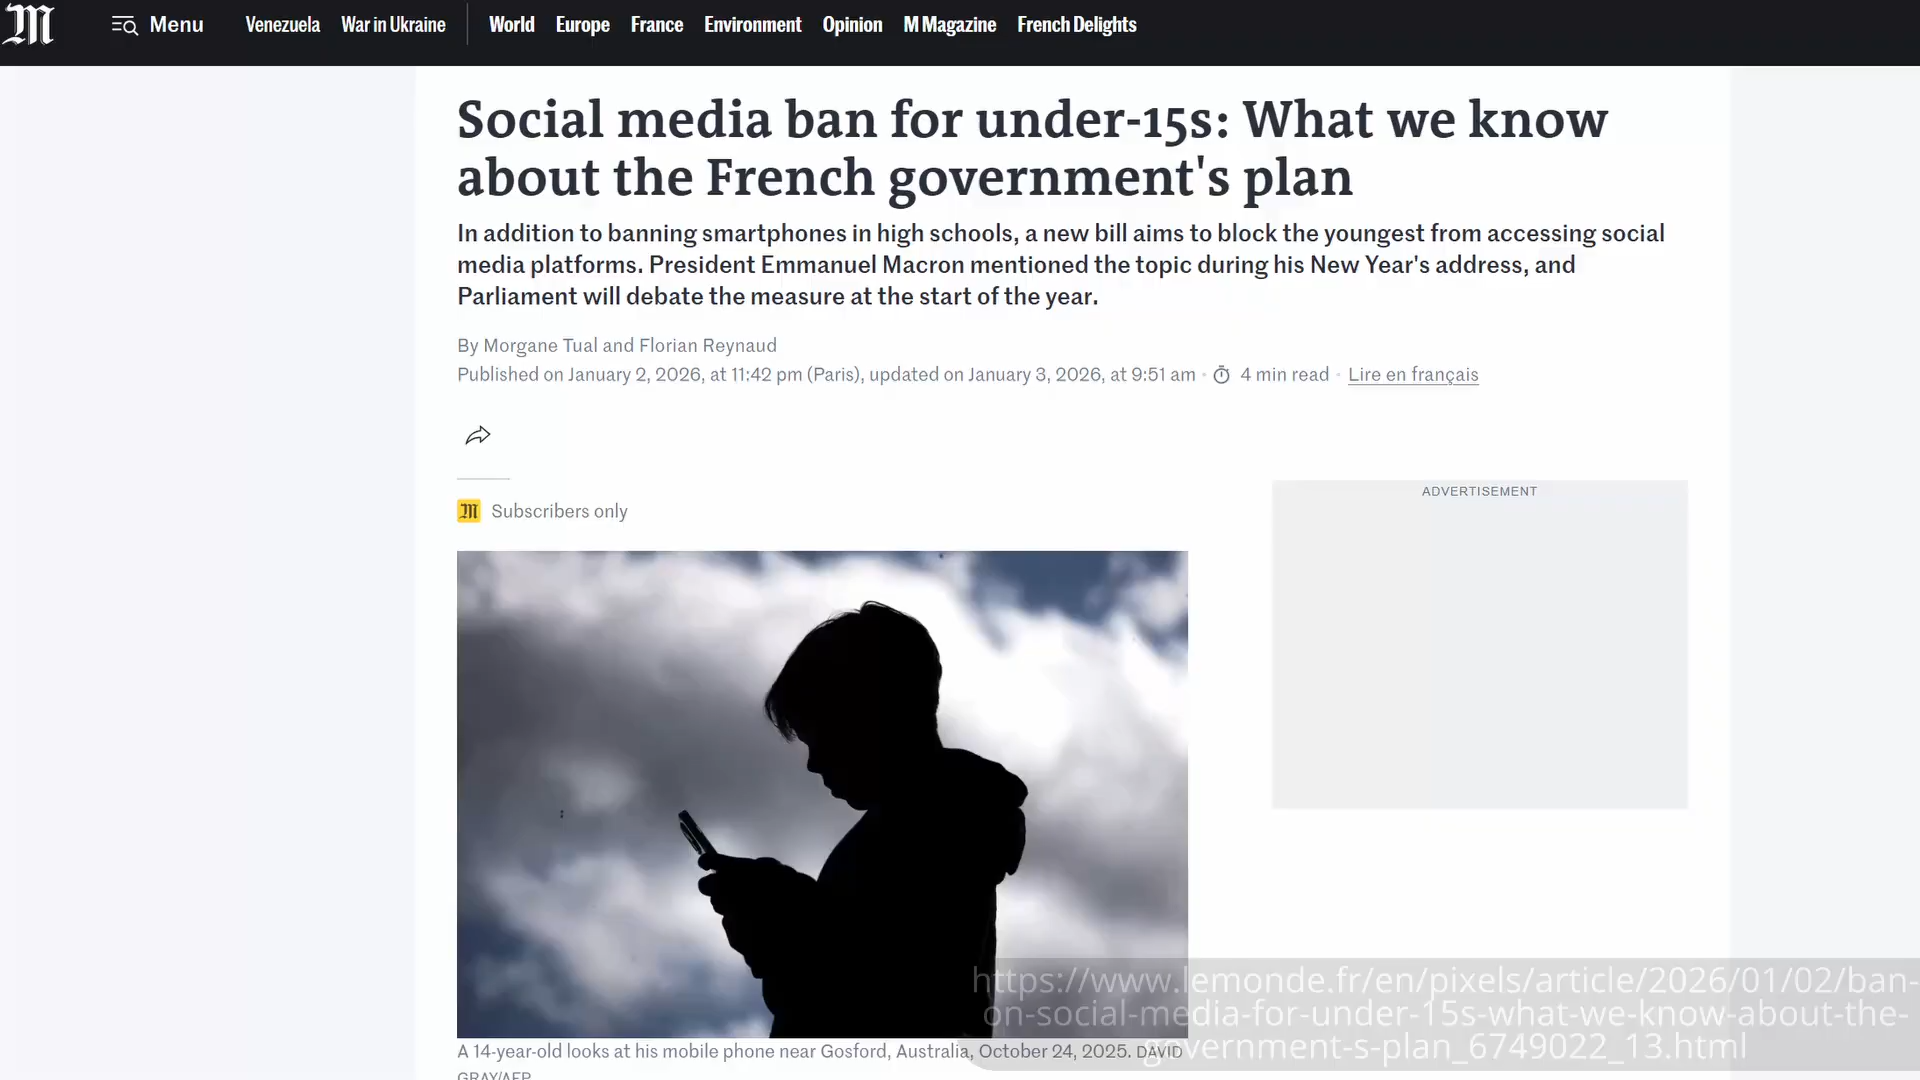 M
Menu
Venezuela
War in Ukraine
World
Europe
France
Environment
Opinion
M Magazine
French Delights
Social media ban for under-15s: What we know
about the French government's plan
In addition to banning smartphones in high schools, a new bill aims to block the youngest from accessing social
media platforms. President Emmanuel Macron mentioned the topic during his New Year's address, and
Parliament will debate the measure at the start of the year.
By Morgane Tual and Florian Reynaud
Published on January 2, 2026, at 11:42 pm (Paris), updated on January 3, 2026, at 9:51 am · 4 min read · Lire en français
M Subscribers only
ADVERTISEMENT
A 14-year-old looks at his mobile phone near Gosford, Australia, October 24, 2025. DAVID
GRAY/AFP
https://www.lemonde.fr/en/pixels/article/2026/01/02/ban-
on-social-media-for-under-15s-what-we-know-about-the-
government-s-plan_6749022_13.html